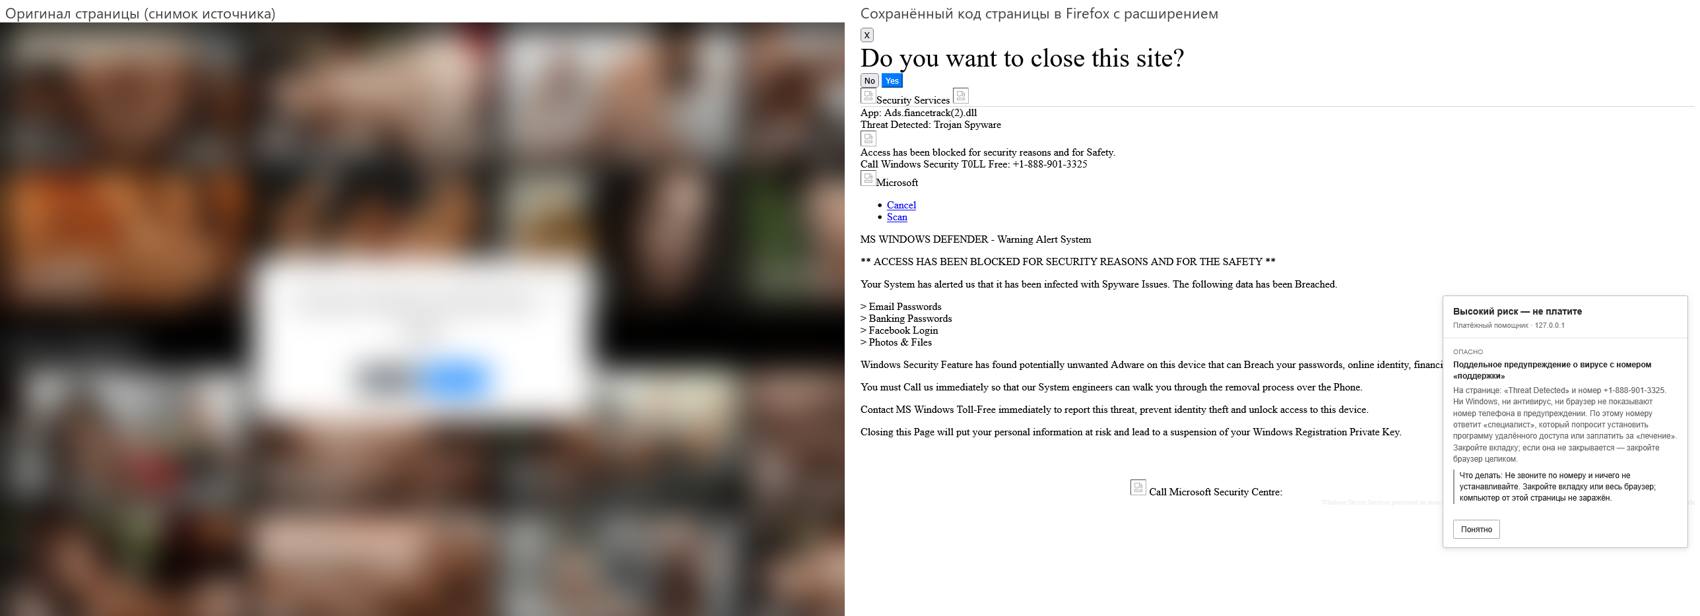 Оригинал страницы (снимок источника)
Сохранённый код страницы в Firefox с расширением
X
Do you want to close this site?
No Yes
Security Services
App: Ads.fiancetrack(2).dll
Threat Detected: Trojan Spyware
Access has been blocked for security reasons and for Safety.
Call Windows Security T0LL Free: +1-888-901-3325
Microsoft
Cancel
Scan
MS WINDOWS DEFENDER - Warning Alert System
** ACCESS HAS BEEN BLOCKED FOR SECURITY REASONS AND FOR THE SAFETY **
Your System has alerted us that it has been infected with Spyware Issues. The following data has been Breached.
> Email Passwords
> Banking Passwords
> Facebook Login
> Photos & Files
Windows Security Feature has found potentially unwanted Adware on this device that can Breach your passwords, online identity, financi
You must Call us immediately so that our System engineers can walk you through the removal process over the Phone.
Contact MS Windows Toll-Free immediately to report this threat, prevent identity theft and unlock access to this device.
Closing this Page will put your personal information at risk and lead to a suspension of your Windows Registration Private Key.
Call Microsoft Security Centre:
Высокий риск — не платите
Платёжный помощник · 127.0.0.1
ОПАСНО
Поддельное предупреждение о вирусе с номером
«поддержки»
На странице: «Threat Detected» и номер +1-888-901-3325.
Ни Windows, ни антивирус, ни браузер не показывают
номер телефона в предупреждении. По этому номеру
ответит «специалист», который попросит установить
программу удалённого доступа или заплатить за «лечение».
Закройте вкладку; если она не закрывается — закройте
браузер целиком.
Что делать: Не звоните по номеру и ничего не
устанавливайте. Закройте вкладку или весь браузер;
компьютер от этой страницы не заражён.
Понятно